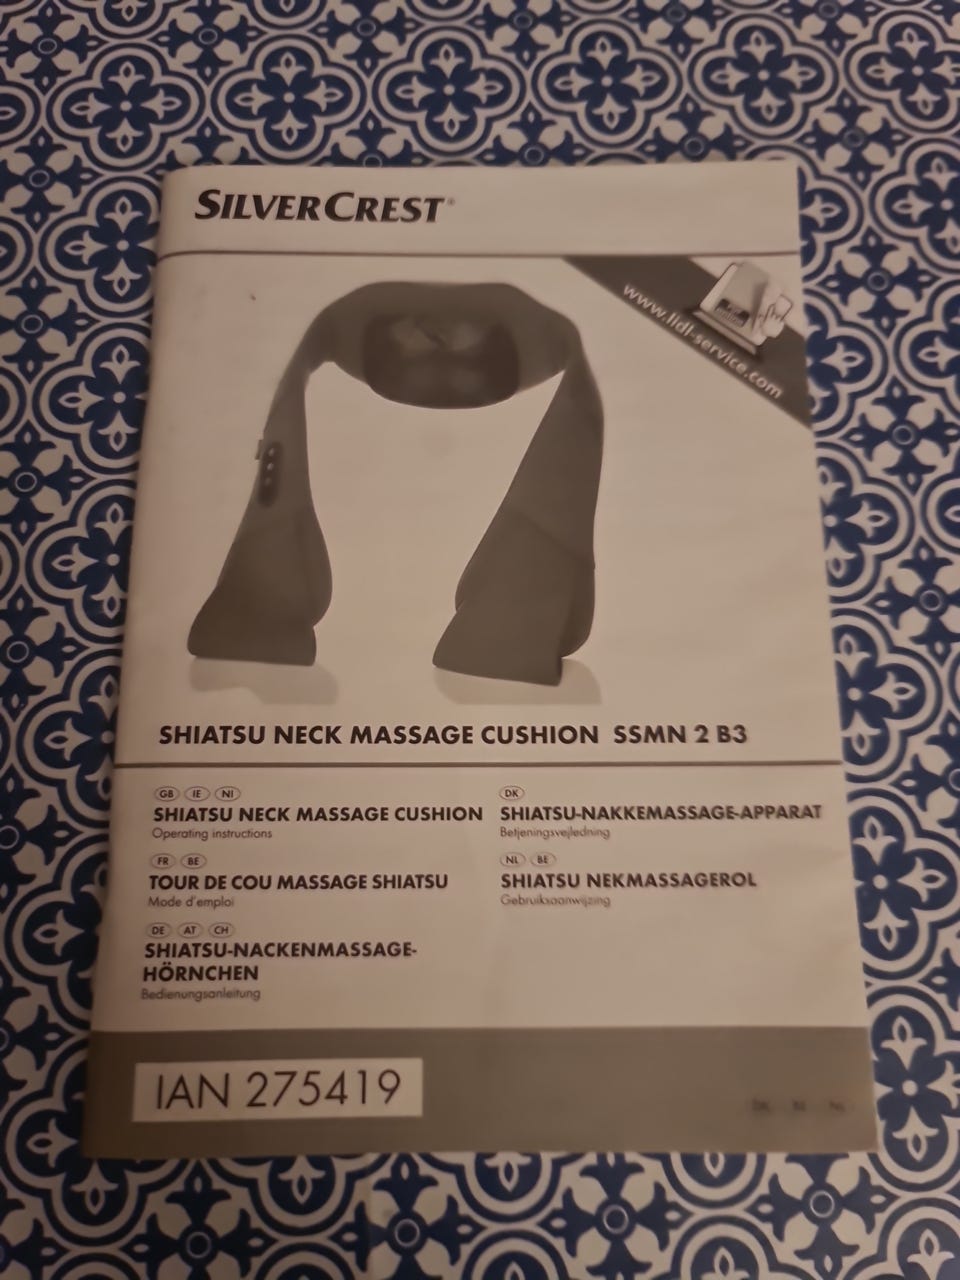 SILVERCREST®
www.lidl-service.com
SHIATSU NECK MASSAGE CUSHION SSMN 2 B3
GB IE NI
SHIATSU NECK MASSAGE CUSHION
Operating instructions
FR BE
TOUR DE COU MASSAGE SHIATSU
Mode d'emploi
DE AT CH
SHIATSU-NACKENMASSAGE-
HÖRNCHEN
Bedienungsanleitung
DK
SHIATSU-NAKKEMASSAGE-APPARAT
Betjeningsvejledning
NL BE
SHIATSU NEKMASSAGEROL
Gebruiksaanwijzing
IAN 275419